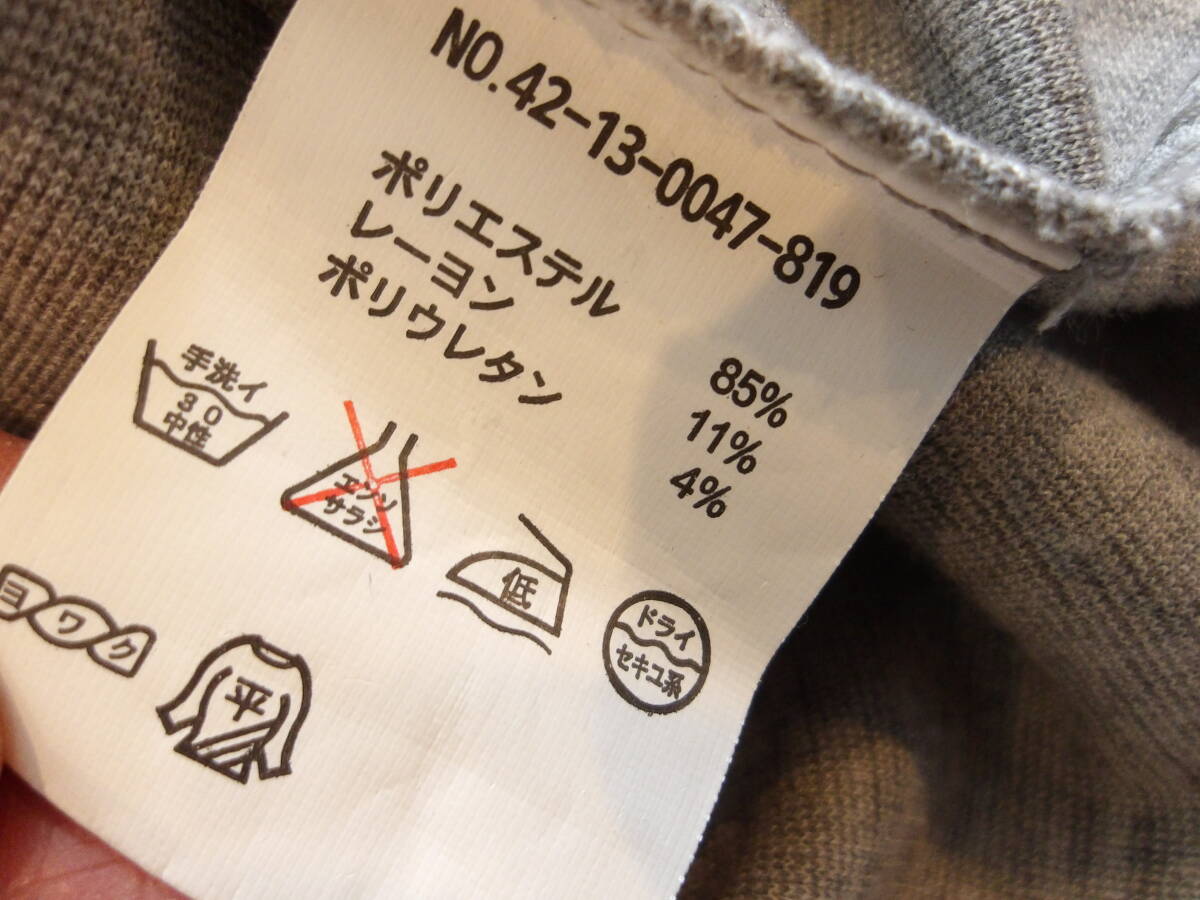 NO.42-13-0047-819
ポリエステル 85%
レーヨン 11%
ポリウレタン 4%
手洗イ
30
中性
エンソ
サラシ
低
ドライ
セキユ系
ヨワク
平